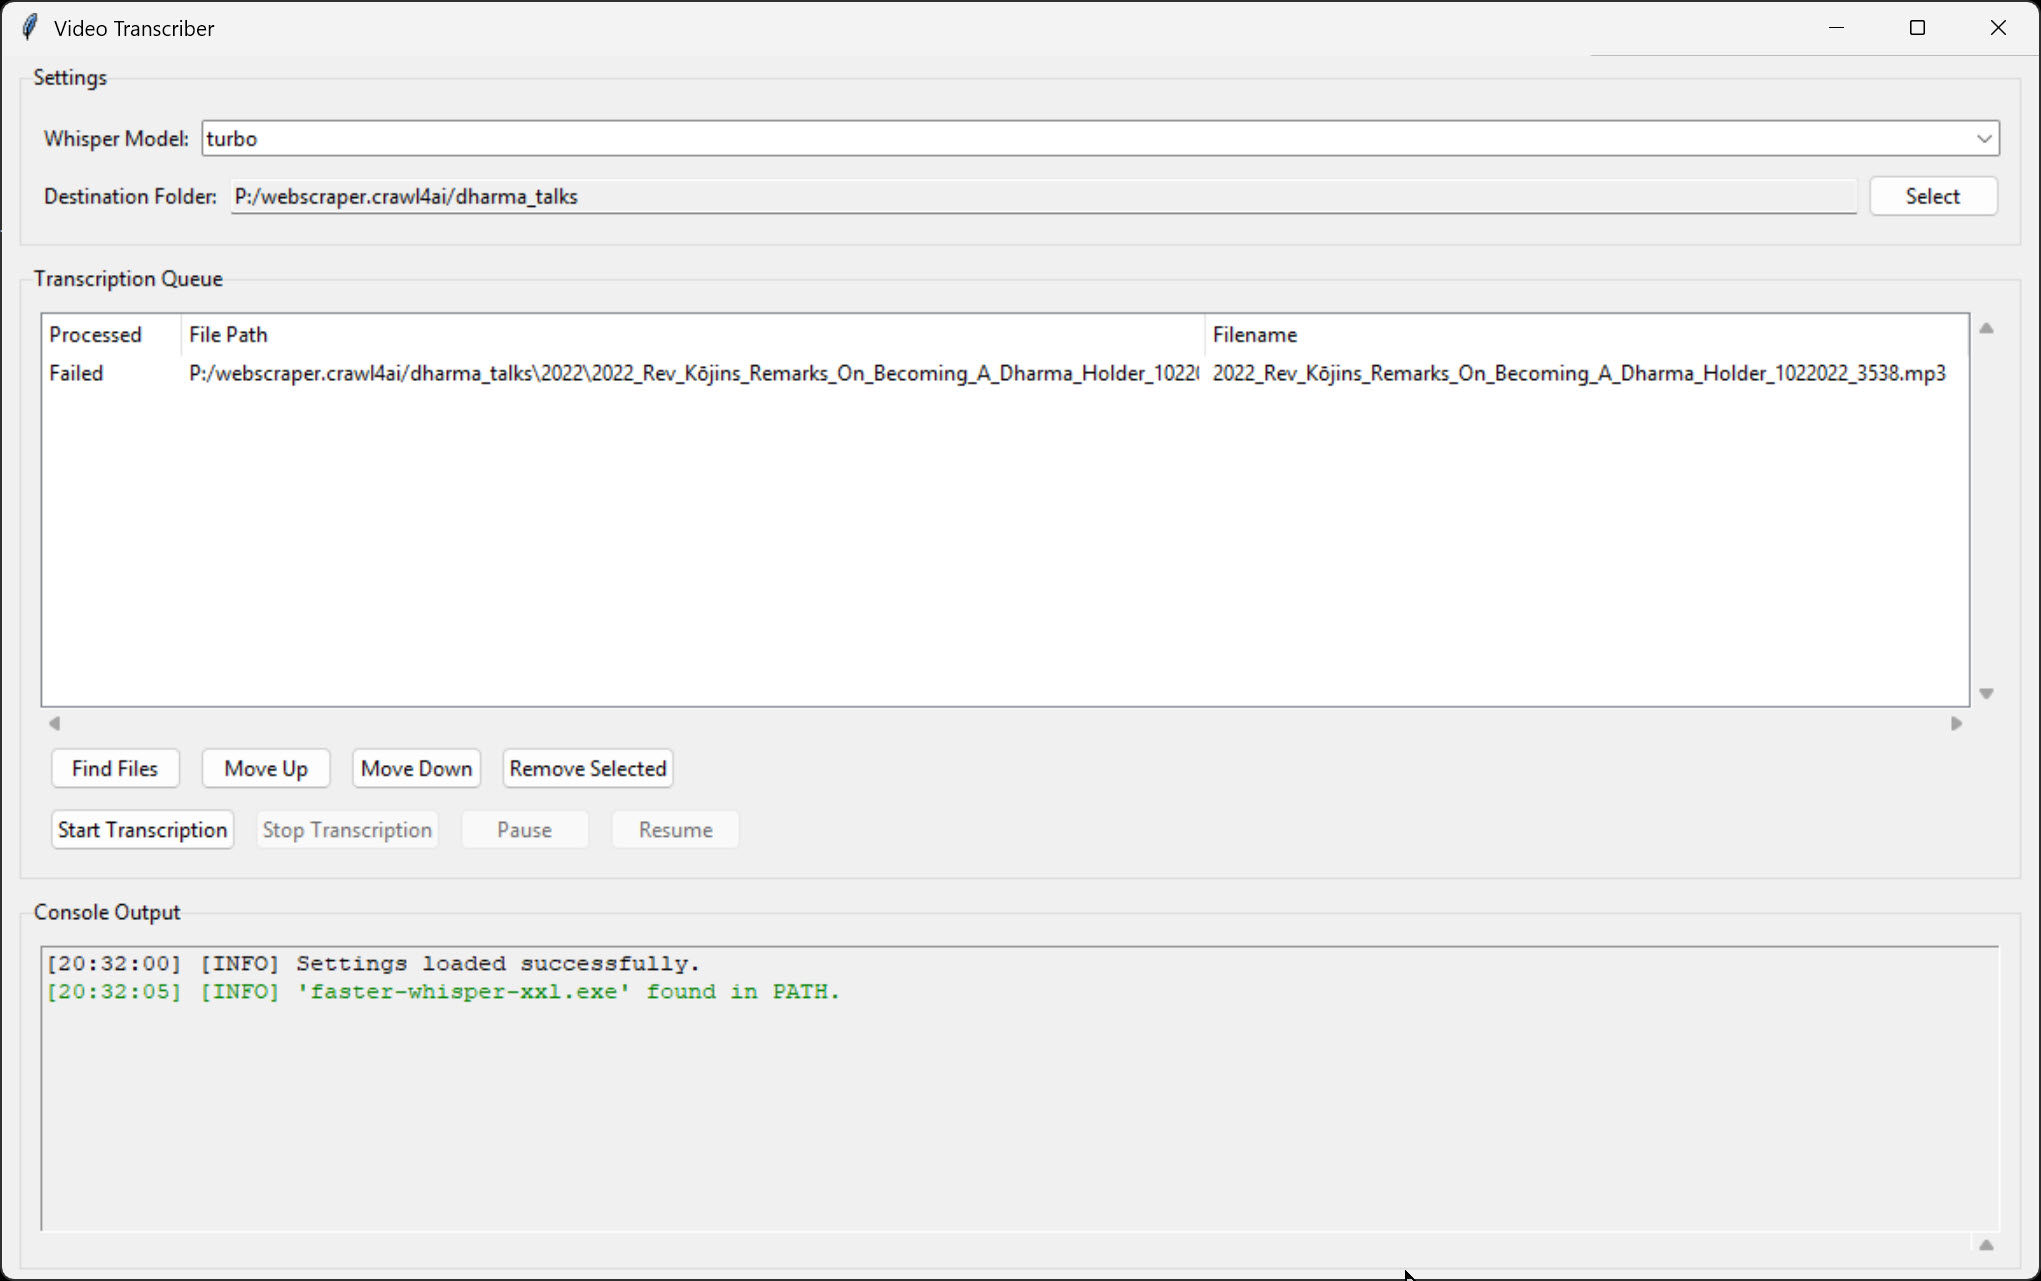 Video Transcriber
Settings
Whisper Model: turbo
Destination Folder: P:/webscraper.crawl4ai/dharma_talks Select
Transcription Queue
Processed File Path Filename
Failed P:/webscraper.crawl4ai/dharma_talks\2022\2022_Rev_Kōjins_Remarks_On_Becoming_A_Dharma_Holder_1022( 2022_Rev_Kōjins_Remarks_On_Becoming_A_Dharma_Holder_1022022_3538.mp3
Find Files Move Up Move Down Remove Selected
Start Transcription Stop Transcription Pause Resume
Console Output
[20:32:00] [INFO] Settings loaded successfully.
[20:32:05] [INFO] 'faster-whisper-xxl.exe' found in PATH.